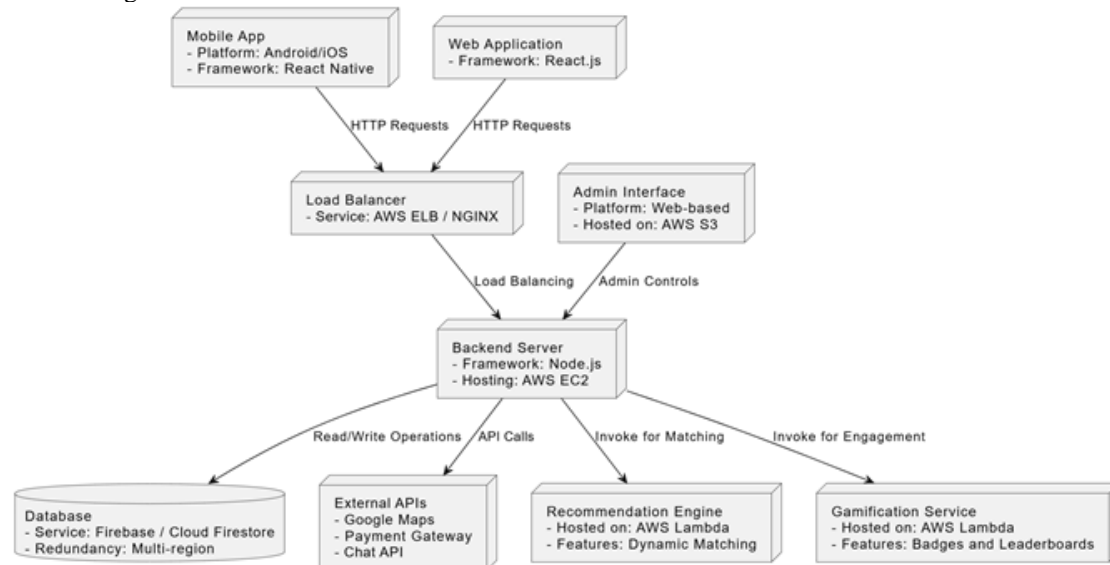 Mobile App
- Platform: Android/iOS
- Framework: React Native
Web Application
- Framework: React.js
HTTP Requests
HTTP Requests
Load Balancer
- Service: AWS ELB / NGINX
Admin Interface
- Platform: Web-based
- Hosted on: AWS S3
Load Balancing
Admin Controls
Backend Server
- Framework: Node.js
- Hosting: AWS EC2
Read/Write Operations
API Calls
Invoke for Matching
Invoke for Engagement
Database
- Service: Firebase / Cloud Firestore
- Redundancy: Multi-region
External APIs
- Google Maps
- Payment Gateway
- Chat API
Recommendation Engine
- Hosted on: AWS Lambda
- Features: Dynamic Matching
Gamification Service
- Hosted on: AWS Lambda
- Features: Badges and Leaderboards